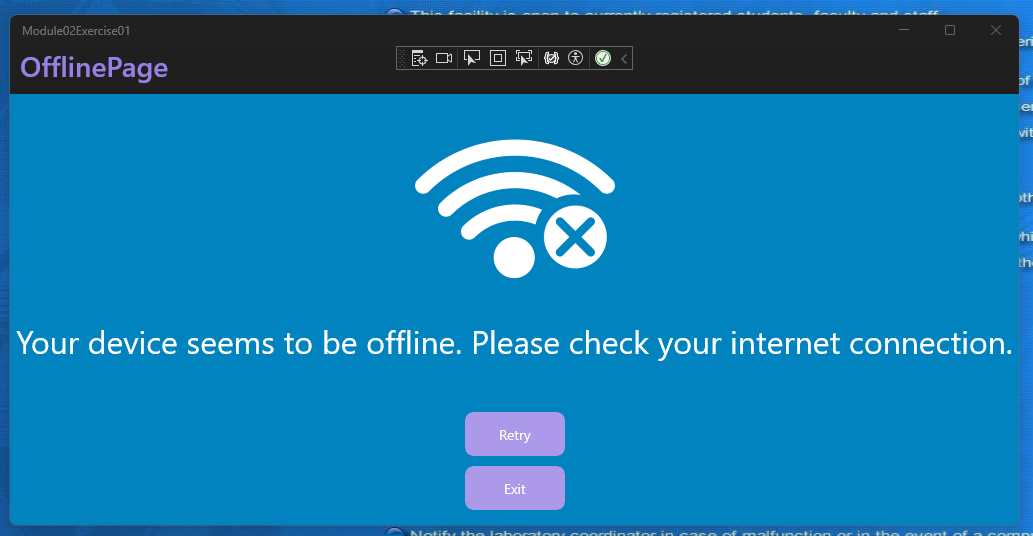 This facility is open to currently registered students, faculty and staff
Module02Exercise01
OfflinePage
of
Your device seems to be offline. Please check your internet connection.
Retry
Exit
Notify the laboratory coordinator in case of malfunction or in the event of a